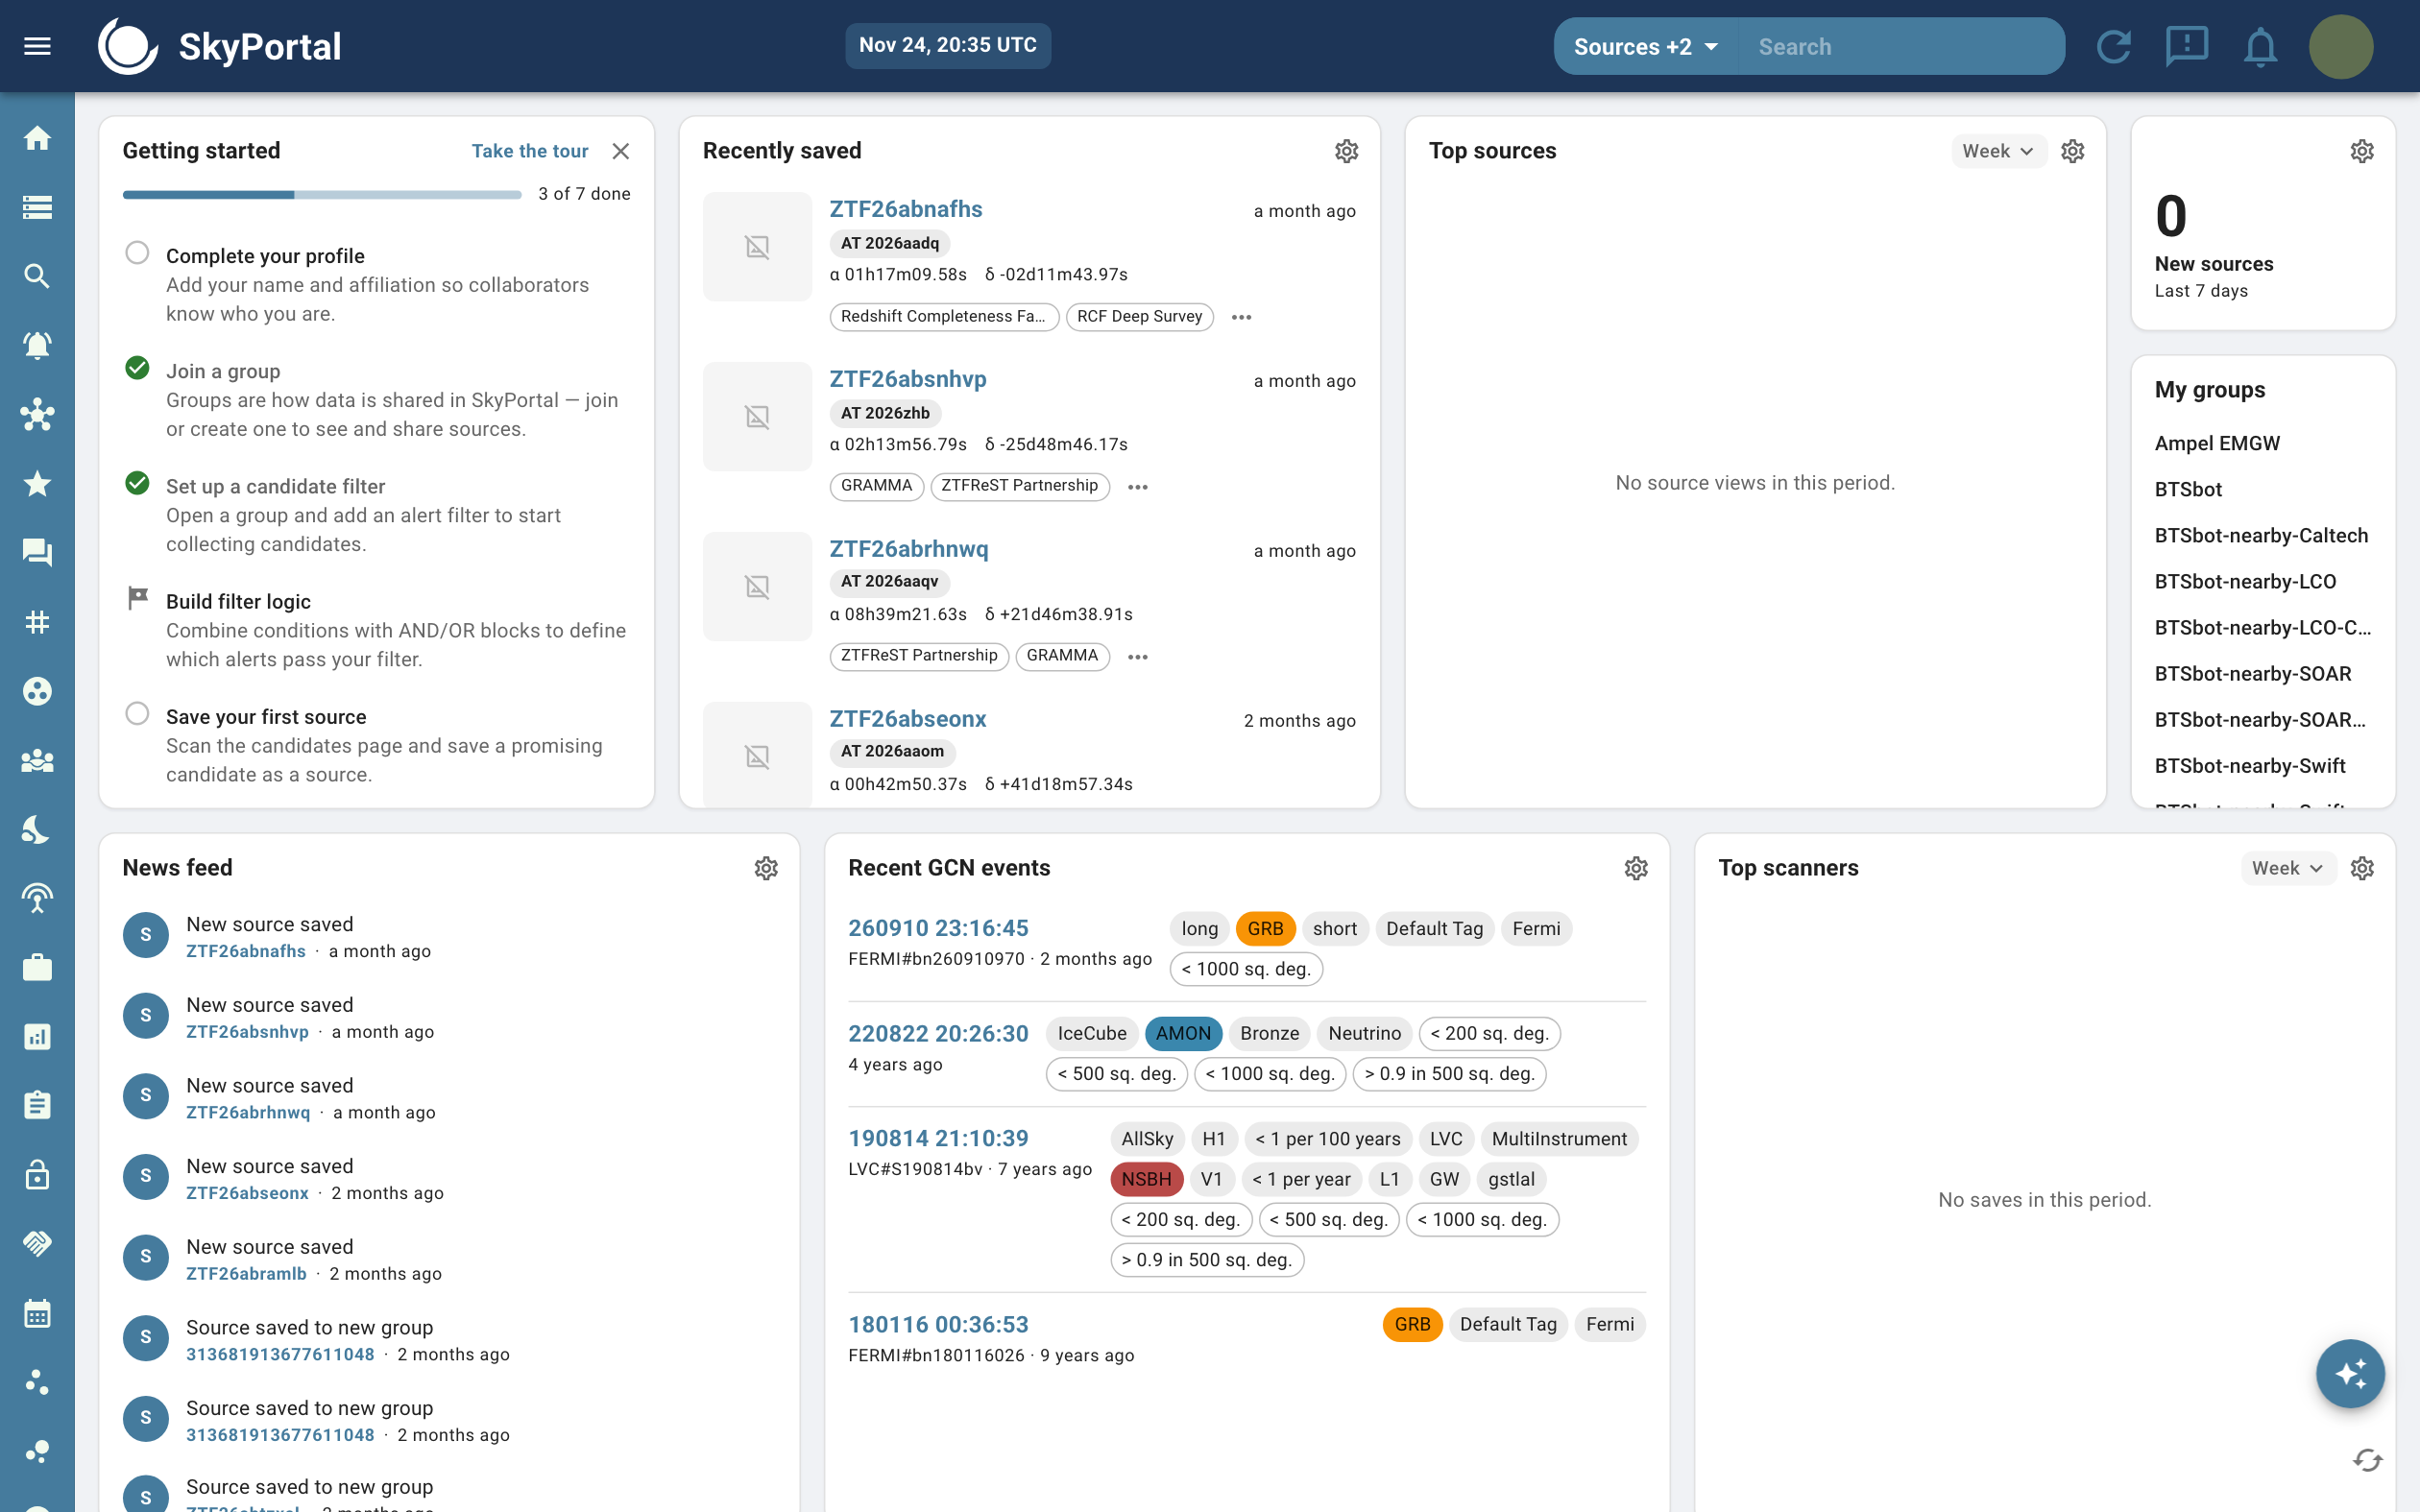 SkyPortal
Nov 24, 20:35 UTC
Sources +2
Search
Getting started
Take the tour
3 of 7 done
Complete your profile
Add your name and affiliation so collaborators
know who you are.
Join a group
Groups are how data is shared in SkyPortal — join
or create one to see and share sources.
Set up a candidate filter
Open a group and add an alert filter to start
collecting candidates.
Build filter logic
Combine conditions with AND/OR blocks to define
which alerts pass your filter.
Save your first source
Scan the candidates page and save a promising
candidate as a source.
Recently saved
ZTF26abnafhs
a month ago
AT 2026aadq
α 01h17m09.58s δ -02d11m43.97s
Redshift Completeness Fa... RCF Deep Survey ...
ZTF26absnhvp
a month ago
AT 2026zhb
α 02h13m56.79s δ -25d48m46.17s
GRAMMA ZTFReST Partnership ...
ZTF26abrhnwq
a month ago
AT 2026aaqv
α 08h39m21.63s δ +21d46m38.91s
ZTFReST Partnership GRAMMA ...
ZTF26abseonx
2 months ago
AT 2026aaom
α 00h42m50.37s δ +41d18m57.34s
Top sources
Week
No source views in this period.
0
New sources
Last 7 days
My groups
Ampel EMGW
BTSbot
BTSbot-nearby-Caltech
BTSbot-nearby-LCO
BTSbot-nearby-LCO-C...
BTSbot-nearby-SOAR
BTSbot-nearby-SOAR...
BTSbot-nearby-Swift
News feed
S
New source saved
ZTF26abnafhs · a month ago
S
New source saved
ZTF26absnhvp · a month ago
S
New source saved
ZTF26abrhnwq · a month ago
S
New source saved
ZTF26abseonx · 2 months ago
S
New source saved
ZTF26abramlb · 2 months ago
S
Source saved to new group
313681913677611048 · 2 months ago
S
Source saved to new group
313681913677611048 · 2 months ago
S
Source saved to new group
Recent GCN events
260910 23:16:45
FERMI#bn260910970 · 2 months ago
long GRB short Default Tag Fermi
< 1000 sq. deg.
220822 20:26:30
4 years ago
IceCube AMON Bronze Neutrino < 200 sq. deg.
< 500 sq. deg. < 1000 sq. deg. > 0.9 in 500 sq. deg.
190814 21:10:39
LVC#S190814bv · 7 years ago
AllSky H1 < 1 per 100 years LVC MultiInstrument
NSBH V1 < 1 per year L1 GW gstlal
< 200 sq. deg. < 500 sq. deg. < 1000 sq. deg.
> 0.9 in 500 sq. deg.
180116 00:36:53
FERMI#bn180116026 · 9 years ago
GRB Default Tag Fermi
Top scanners
Week
No saves in this period.